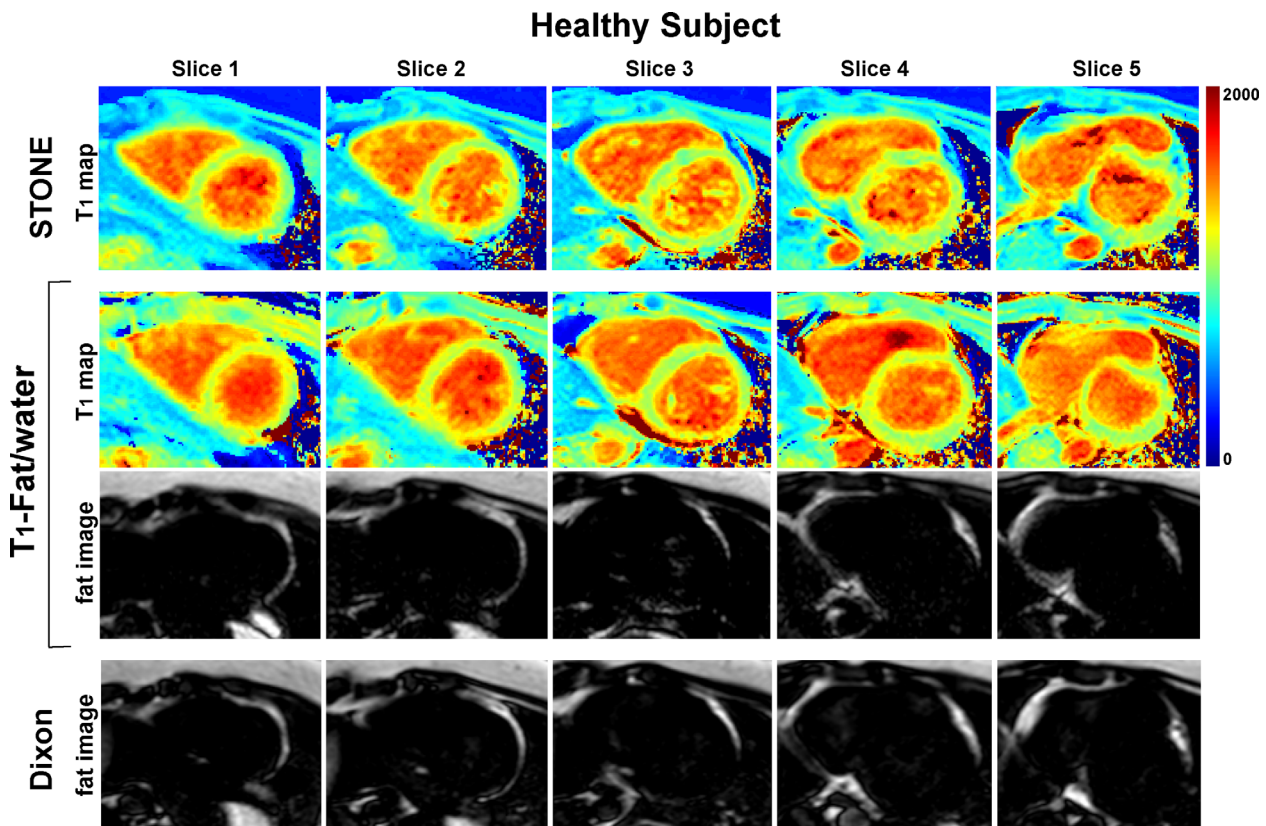 Healthy Subject
Slice 1
Slice 2
Slice 3
Slice 4
Slice 5
STONE
T1 map
2000
0
T1-Fat/water
T1 map
fat image
Dixon
fat image